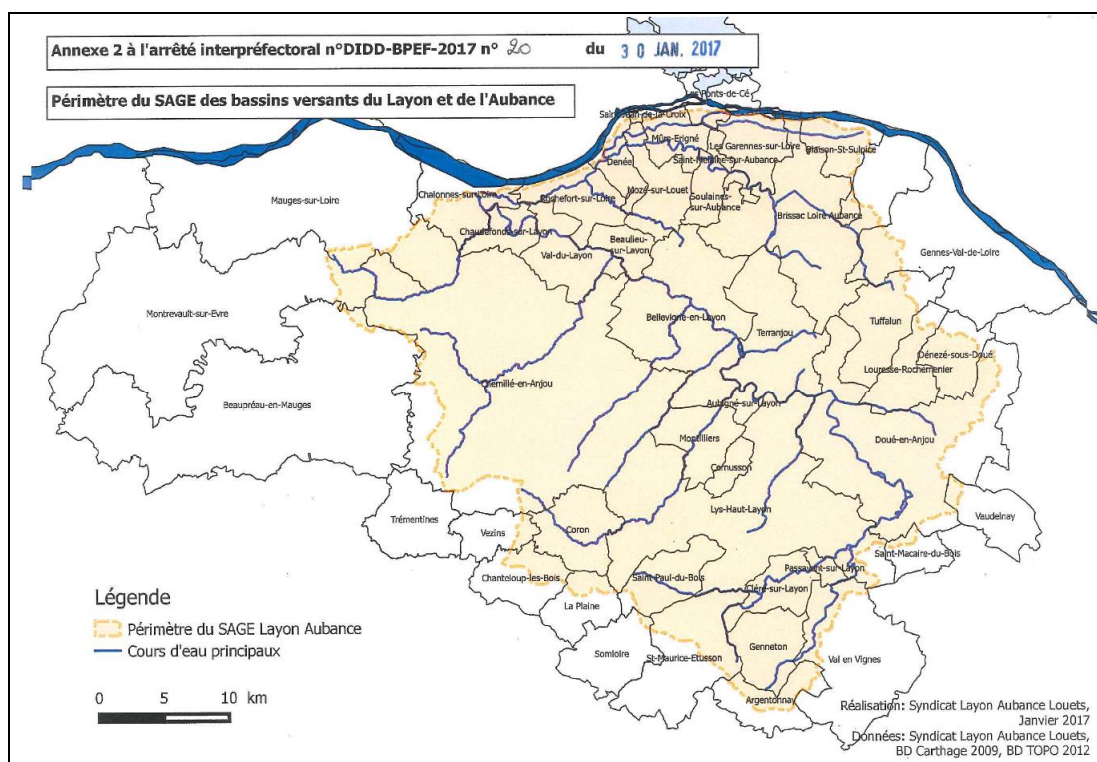 Annexe 2 à l'arrêté interpréfectoral n°DIDD-BPEF-2017 n° 20 du 30 JAN. 2017
Périmètre du SAGE des bassins versants du Layon et de l'Aubance
Les Ponts-de-Cé
Saint-Jean-de-la-Croix
Mûrs-Erigné
Les Garennes-sur-Loire
Blaison-St-Sulpice
Denée
Saint-Melaine-sur-Aubance
Mauges-sur-Loire
Chalonnes-sur-Loire
Rochefort-sur-Loire
Mozé-sur-Louet
Soulaines-
sur-Aubance
Brissac Loire Aubance
Chaudefonds-sur-Layon
Beaulieu-
sur-Layon
Val-du-Layon
Gennes-Val-de-Loire
Montrevault-sur-Evre
Bellevigne-en-Layon
Terranjou
Tuffalun
Dénezé-sous-Doué
Louresse-Rochemenier
Chemillé-en-Anjou
Beaupréau-en-Mauges
Aubigné-sur-Layon
Montilliers
Doué-en-Anjou
Cernusson
Lys-Haut-Layon
Trémentines
Vezins
Coron
Vaudelnay
Saint-Macaire-du-Bois
Chanteloup-les-Bois
Saint-Paul-du-Bois
Passavant-sur-Layon
Cléré-sur-Layon
La Plaine
Genneton
Somloire
St-Maurice-Etusson
Val en Vignes
Argentonnay
Légende
Périmètre du SAGE Layon Aubance
Cours d'eau principaux
0 5 10 km
Réalisation: Syndicat Layon Aubance Louets,
Janvier 2017
Données: Syndicat Layon Aubance Louets,
BD Carthage 2009, BD TOPO 2012